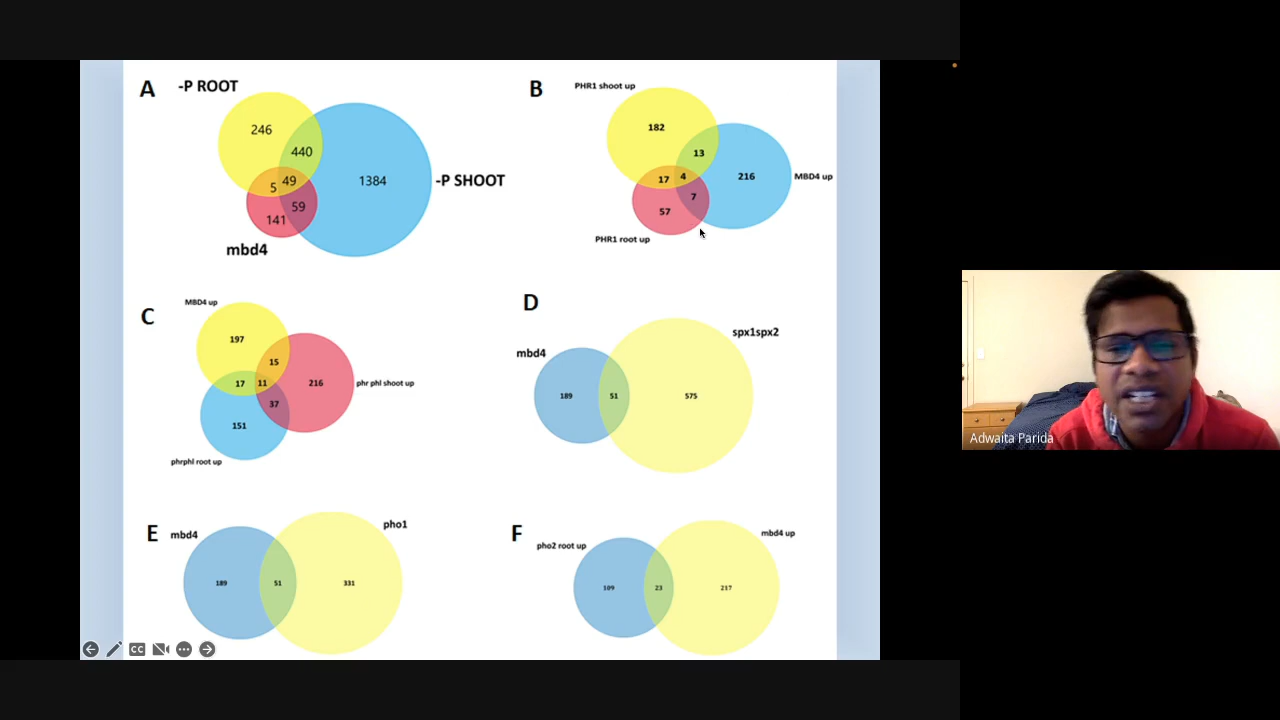 A
-P ROOT
246
440
5
49
59
141
1384
-P SHOOT
mbd4
B
PHR1 shoot up
182
13
17
4
7
57
216
MBD4 up
PHR1 root up
C
MBD4 up
197
15
17
11
37
151
216
phr phl shoot up
phrphl root up
D
mbd4
spx1spx2
189
51
575
E
mbd4
pho1
189
51
331
F
pho2 root up
mbd4 up
109
23
217
CC
Adwaita Parida